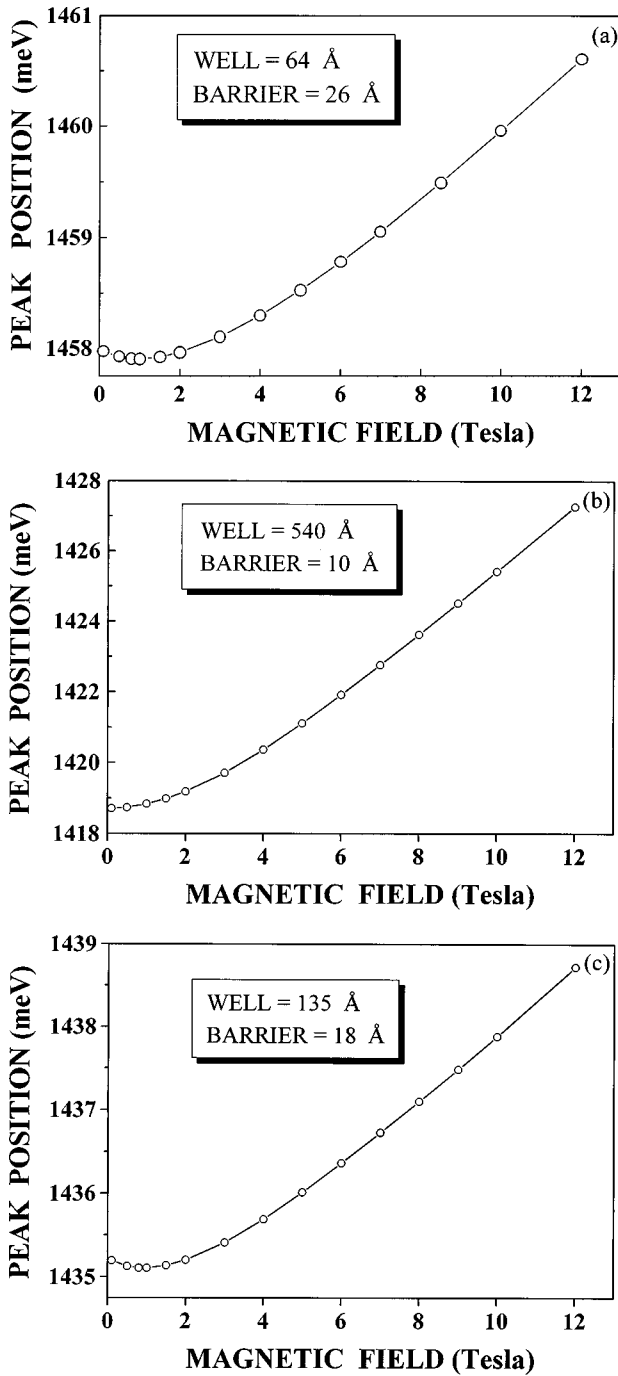 1461
(a)
WELL = 64 Å
BARRIER = 26 Å
1460
1459
1458
PEAK POSITION (meV)
0 2 4 6 8 10 12
MAGNETIC FIELD (Tesla)
1428
(b)
WELL = 540 Å
BARRIER = 10 Å
1426
1424
1422
1420
1418
PEAK POSITION (meV)
0 2 4 6 8 10 12
MAGNETIC FIELD (Tesla)
1439
(c)
WELL = 135 Å
BARRIER = 18 Å
1438
1437
1436
1435
PEAK POSITION (meV)
0 2 4 6 8 10 12
MAGNETIC FIELD (Tesla)